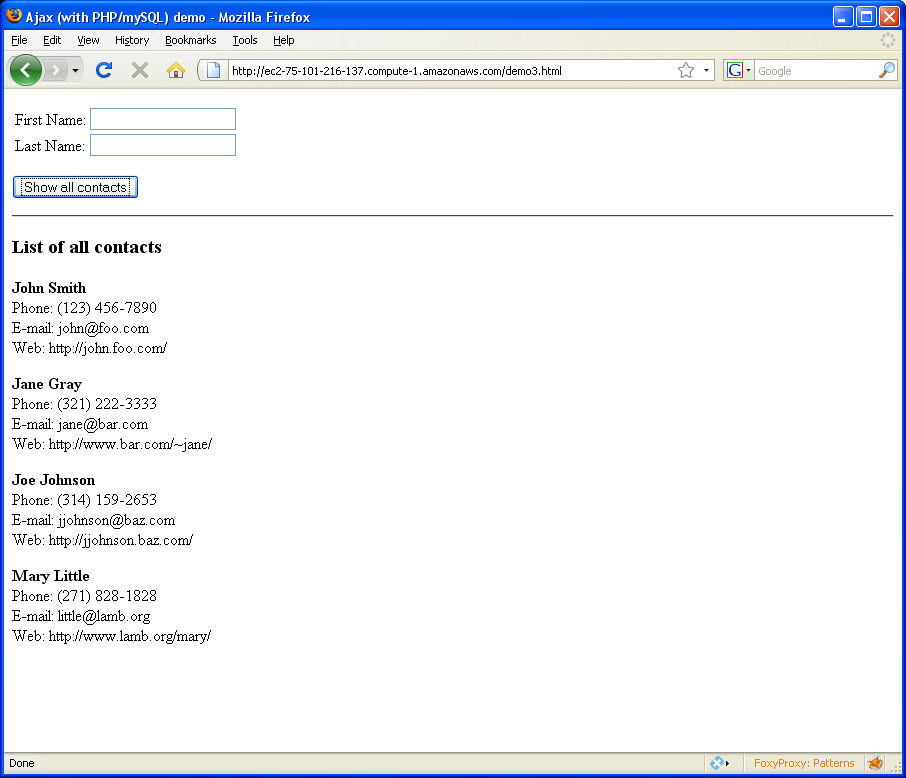 Ajax (with PHP/mySQL) demo - Mozilla Firefox
File Edit View History Bookmarks Tools Help
http://ec2-75-101-216-137.compute-1.amazonaws.com/demo3.html
G Google
First Name:
Last Name:
Show all contacts
List of all contacts
John Smith
Phone: (123) 456-7890
E-mail: john@foo.com
Web: http://john.foo.com/
Jane Gray
Phone: (321) 222-3333
E-mail: jane@bar.com
Web: http://www.bar.com/~jane/
Joe Johnson
Phone: (314) 159-2653
E-mail: jjohnson@baz.com
Web: http://jjohnson.baz.com/
Mary Little
Phone: (271) 828-1828
E-mail: little@lamb.org
Web: http://www.lamb.org/mary/
Done
FoxyProxy: Patterns